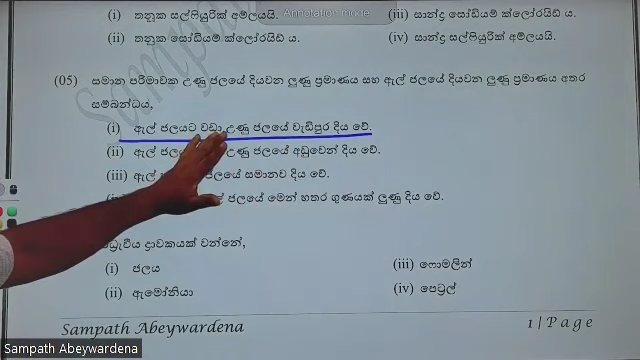 Annotation mode
(i) තනුක සල්ෆියුරික් අම්ලයයි. (iii) සාන්ද්‍ර සෝඩියම් ක්ලෝරයිඩ් ය.
(ii) තනුක සෝඩියම් ක්ලෝරයිඩ් ය. (iv) සාන්ද්‍ර සල්ෆියුරික් අම්ලයයි.
(05) සමාන පරිමාවක උණු ජලයේ දියවන ලුණු ප්‍රමාණය සහ ඇල් ජලයේ දියවන ලුණු ප්‍රමාණය අතර
සම්බන්ධය,
(i) ඇල් ජලයට වඩා උණු ජලයේ වැඩිපුර දිය වේ.
(ii) ඇල් උණු ජලයේ අඩුවෙන් දිය වේ.
(iii) ඇල් ජලයේ සමානව දිය වේ.
ජලයේ මෙන් හතර ගුණයක් ලුණු දිය වේ.
ද්‍රාවකයක් වන්නේ,
(i) ජලය (iii) ෆොමලින්
(ii) ඇමෝනියා (iv) පෙට්‍රල්
Sampath Abeywardena 1 | P a g e
Sampath Abeywardena